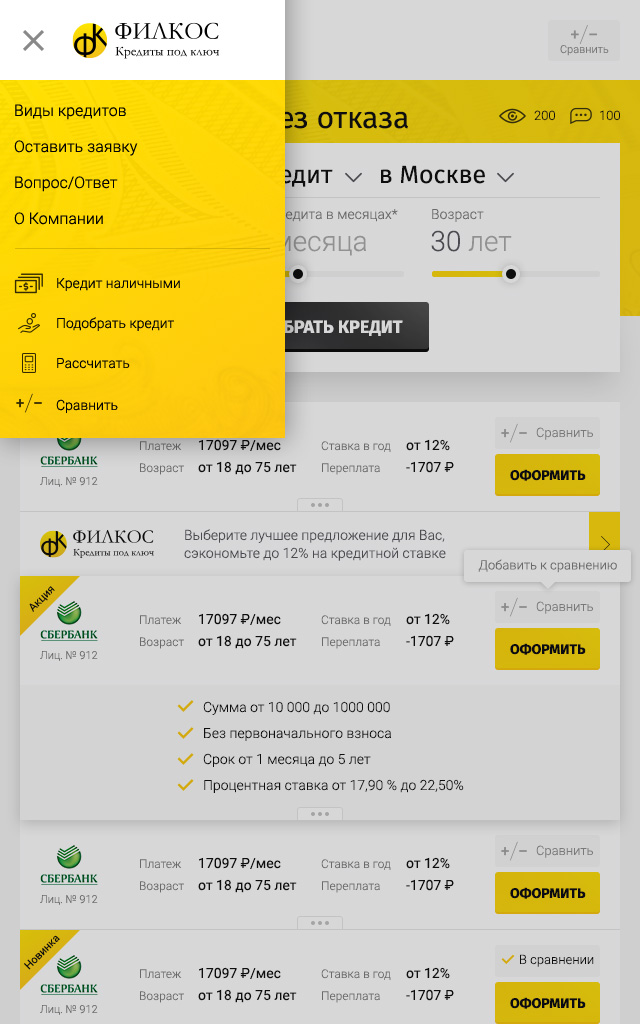 ФК ФИЛКОС
Кредиты под ключ
+/−
Сравнить
Виды кредитов
Оставить заявку
Вопрос/Ответ
О Компании
Кредит наличными
Подобрать кредит
Рассчитать
+/− Сравнить
ез отказа
200 100
едит в Москве
едита в месяцах* Возраст
месяца 30 лет
БРАТЬ КРЕДИТ
СБЕРБАНК
Лиц. № 912
Платеж 17097 ₽/мес Ставка в год от 12%
Возраст от 18 до 75 лет Переплата -1707 ₽
+/− Сравнить
ОФОРМИТЬ
ФК ФИЛКОС
Кредиты под ключ
Выберите лучшее предложение для Вас,
сэкономьте до 12% на кредитной ставке
Добавить к сравнению
Акция
СБЕРБАНК
Лиц. № 912
Платеж 17097 ₽/мес Ставка в год от 12%
Возраст от 18 до 75 лет Переплата -1707 ₽
+/− Сравнить
ОФОРМИТЬ
Сумма от 10 000 до 1000 000
Без первоначального взноса
Срок от 1 месяца до 5 лет
Процентная ставка от 17,90 % до 22,50%
СБЕРБАНК
Лиц. № 912
Платеж 17097 ₽/мес Ставка в год от 12%
Возраст от 18 до 75 лет Переплата -1707 ₽
+/− Сравнить
ОФОРМИТЬ
Новинка
СБЕРБАНК
Лиц. № 912
Платеж 17097 ₽/мес Ставка в год от 12%
Возраст от 18 до 75 лет Переплата -1707 ₽
В сравнении
ОФОРМИТЬ